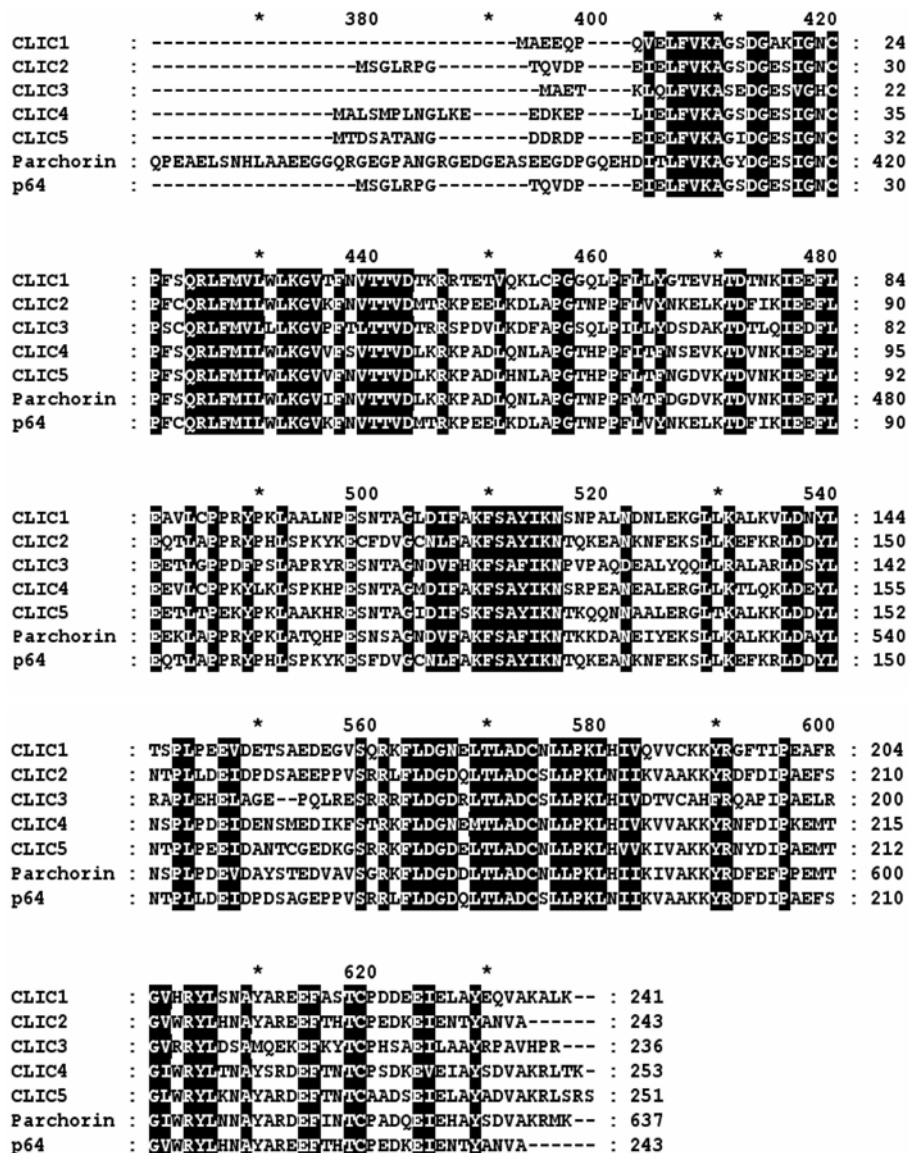 * 380 * 400 * 420
CLIC1 : ------------------------------------MAEEQP----QVELFVKAGSDGAKIGNC : 24
CLIC2 : --------------------MSGLRPG---------TQVDP----EIELFVKAGSDGESIGNC : 30
CLIC3 : --------------------------------------MAET---KLQLFVKASEDGESVGHC : 22
CLIC4 : ------------------MALSMPLNGLKE------EDKEP----LIELFVKAGSDGESIGNC : 35
CLIC5 : ------------------MTDSATANG---------DDRDP----EIELFVKAGIDGESIGNC : 32
Parchorin : QPEAELSNHLAAEEGGQRGEGPANGRGEDGEASEEGDPGQEHDITLFVKAGYDGESIGNC : 420
p64 : --------------------MSGLRPG---------TQVDP----EIELFVKAGSDGESIGNC : 30
* 440 * 460 * 480
CLIC1 : PFSQRLFMVLWLKGVTFNVTTVDTKRRTETVQKLCPGGQLPFLLYGTEVHTDTNKIEEFL : 84
CLIC2 : PFCQRLFMILWLKGVKFNVTTVDMTRKPEELKDLAPGTNPPFLVYNKELKTDFIKIEEFL : 90
CLIC3 : PSCQRLFMVLLLKGVPFTLTTVDTRRSPDVLKDFAPGSQLPILLYDSDAKTDTLQIEDFL : 82
CLIC4 : PFSQRLFMILWLKGVVFSVTTVDLKRKPADLQNLAPGTHPPFITFNSEVKTDVNKIEEFL : 95
CLIC5 : PFSQRLFMILWLKGVVFNVTTVDLKRKPADLHNLAPGTHPPFLTFNGDVKTDVNKIEEFL : 92
Parchorin : PFSQRLFMILWLKGVIFNVTTVDLKRKPADLQNLAPGTNPPFMTFDGDVKTDVNKIEEFL : 480
p64 : PFCQRLFMILWLKGVKFNVTTVDMTRKPEELKDLAPGTNPPFLVYNKELKTDFIKIEEFL : 90
* 500 * 520 * 540
CLIC1 : EAVLCPPRYPKLAALNPESNTAGLDIFAKFSAYIKNSNPALNDNLEKGLLKALKVLDNYL : 144
CLIC2 : EQTLAPPRYPHLSPKYKECFDVGCNLFAKFSAYIKNTQKEANKNFEKSLLKEFKRLDDYL : 150
CLIC3 : EETLGPPDFPSLAPRYRESNTAGNDVFHKFSAFIKNPVPAQDEALYQQLLRALARLDSYL : 142
CLIC4 : EEVLCPPKYLKLSPKHPESNTAGMDIFAKFSAYIKNSRPEANEALERGLLKTLQKLDEYL : 155
CLIC5 : EETLTPEKYPKLAAKHRESNTAGIDIFSKFSAYIKNTKQQNNAALERGLTKALKKLDDYL : 152
Parchorin : EEKLAPPRYPKLATQHPESNSAGNDVFAKFSAFIKNTKKDANEIYEKSLLKALKKLDAYL : 540
p64 : EQTLAPPRYPHLSPKYKESFDVGCNLFAKFSAYIKNTQKEANKNFEKSLLKEFKRLDDYL : 150
* 560 * 580 * 600
CLIC1 : TSPLPEEVDETSAEDEGVSQRKFLDGNELTLADCNLLPKLHIVQVVCKKYRGFTIPEAFR : 204
CLIC2 : NTPLLDEIDPDSAEEPPVSRRLFLDGDQLTLADCSLLPKLNIIKVAAKKYRDFDIPAEFS : 210
CLIC3 : RAPLEHELAGE--PQLRESRRRFLDGDRLTLADCSLLPKLHIVDTVCAHFRQAPIPAELR : 200
CLIC4 : NSPLPDEIDENSMEDIKFSTRKFLDGNEMTLADCNLLPKLHIVKVVAKKYRNFDIPKEMT : 215
CLIC5 : NTPLPEEIDANTCGEDKGSRRKFLDGDELTLADCNLLPKLHVVKIVAKKYRNYDIPAEMT : 212
Parchorin : NSPLPDEVDAYSTEDVAVSGRKFLDGDDLTLADCNLLPKLHIIKIVAKKYRDFEFPPEMT : 600
p64 : NTPLLDEIDPDSAGEPPVSRRLFLDGDQLTLADCSLLPKLNIIKVAAKKYRDFDIPAEFS : 210
* 620 *
CLIC1 : GVHRYLSNAYAREEFASTCPDDEEIELAYEQVAKALK-- : 241
CLIC2 : GVWRYLHNAYAREEFTHTCPEDKEIENTYANVA------ : 243
CLIC3 : GVRRYLDSAMQEKEFKYTCPHSAEILAAYRPAVHPR--- : 236
CLIC4 : GIWRYLTNAYSRDEFTNTCPSDKEVEIAYSDVAKRLTK- : 253
CLIC5 : GLWRYLKNAYARDEFTNTCAADSEIELAYADVAKRLSRS : 251
Parchorin : GIWRYLNNAYARDEFINTCPADQEIEHAYSDVAKRMK-- : 637
p64 : GVWRYLHNAYAREEFTHTCPEDKEIENTYANVA------ : 243